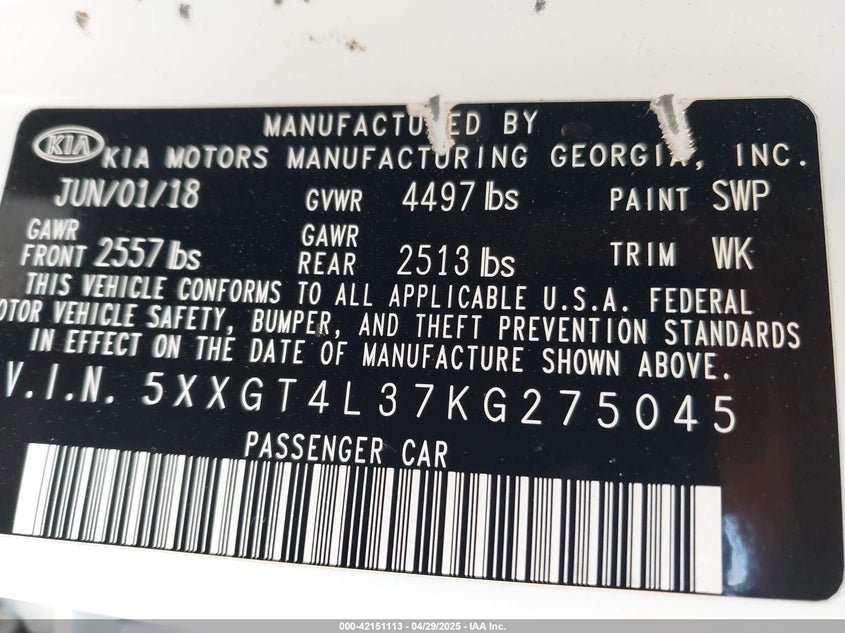 MANUFACTURED BY
KIA KIA MOTORS MANUFACTURING GEORGIA, INC.
JUN/01/18 GVWR 4497 lbs PAINT SWP
GAWR FRONT 2557 lbs GAWR REAR 2513 lbs TRIM WK
THIS VEHICLE CONFORMS TO ALL APPLICABLE U.S.A. FEDERAL
OTOR VEHICLE SAFETY, BUMPER, AND THEFT PREVENTION STANDARDS
IN EFFECT ON THE DATE OF MANUFACTURE SHOWN ABOVE.
V.I.N. 5XXGT4L37KG275045
PASSENGER CAR
000-42151113 - 04/29/2025 - IAA Inc.